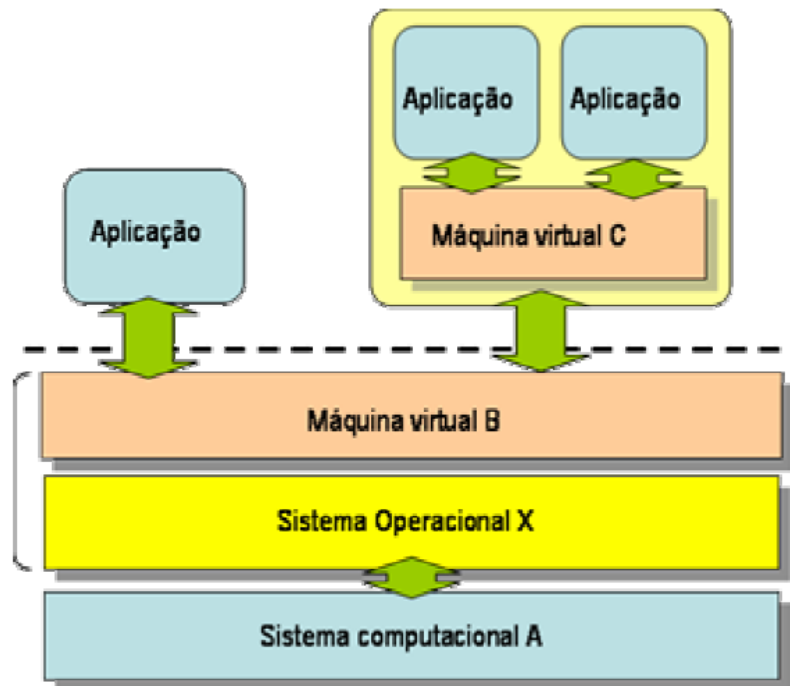 Aplicação
Aplicação
Aplicação
Máquina virtual C
Máquina virtual B
Sistema Operacional X
Sistema computacional A